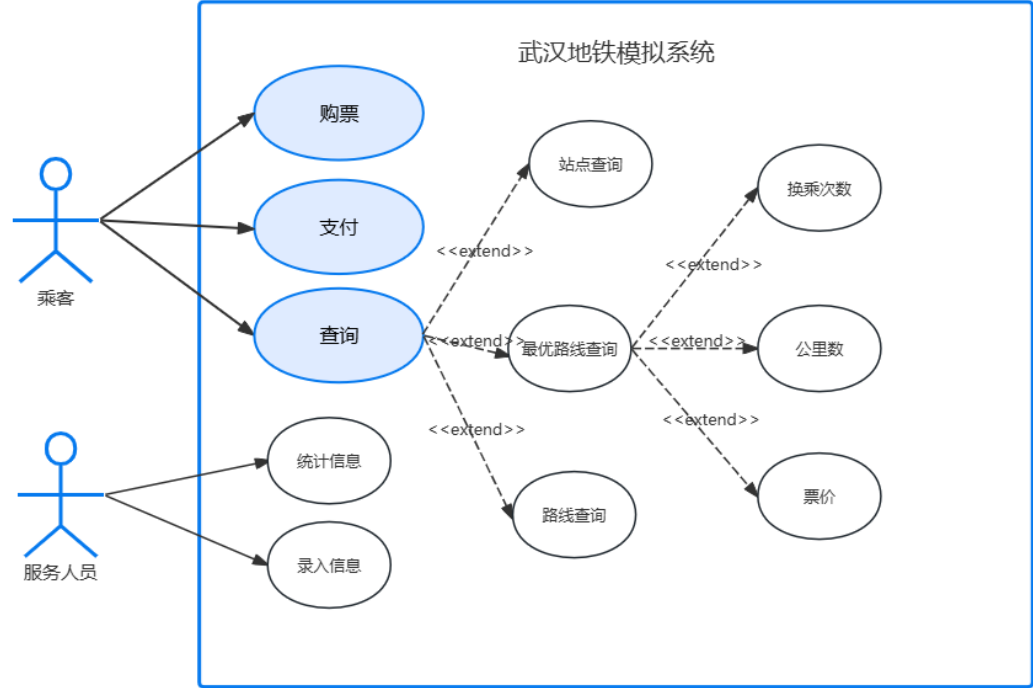 武汉地铁模拟系统
购票
站点查询
换乘次数
支付
<<extend>>
<<extend>>
乘客
查询
<<extend>>
最优路线查询
<<extend>>
公里数
<<extend>>
<<extend>>
统计信息
票价
路线查询
服务人员
录入信息